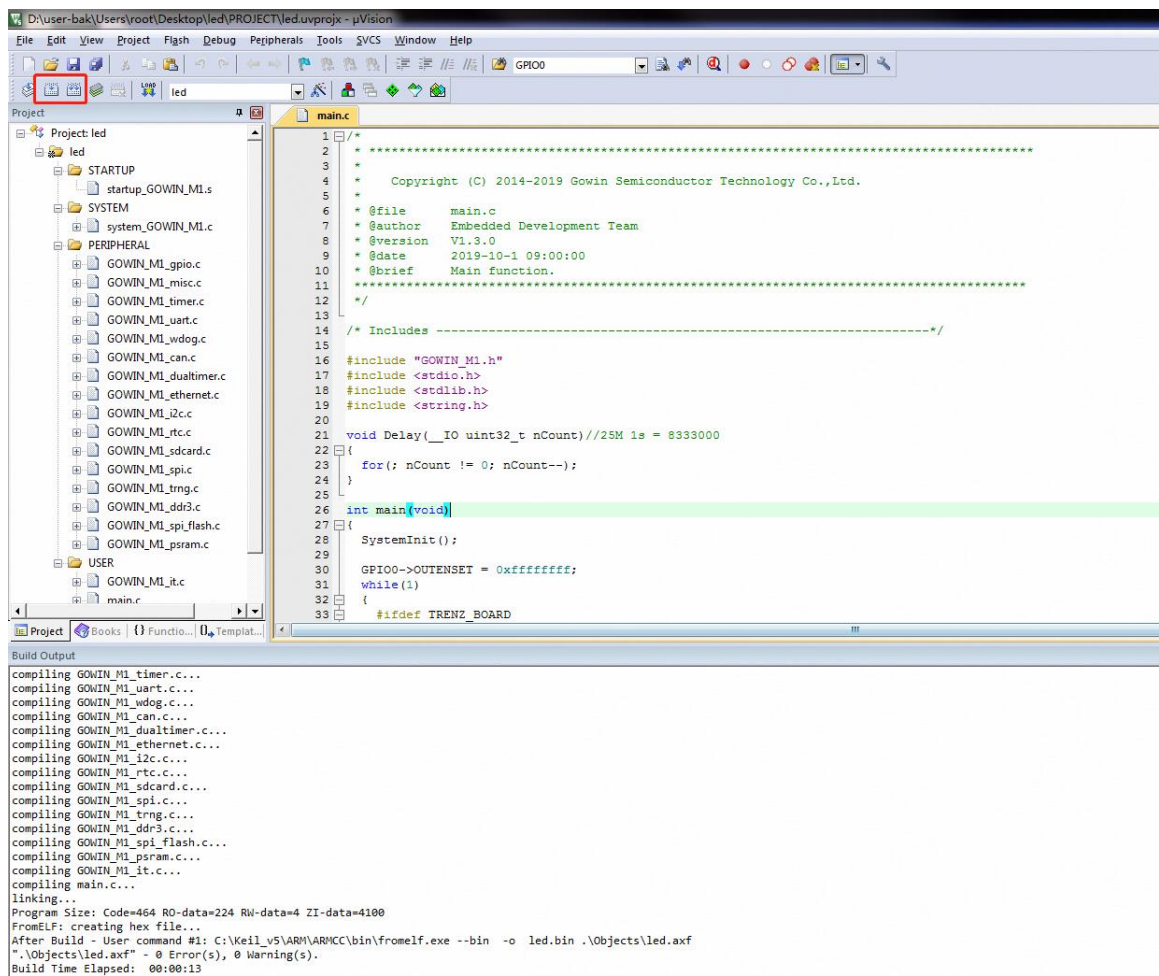 D:\user-bak\Users\root\Desktop\led\PROJECT\led.uvprojx - µVision
File Edit View Project Flash Debug Peripherals Tools SVCS Window Help
GPIO0
LOAD led
Project
main.c
Project: led
led
STARTUP
startup_GOWIN_M1.s
SYSTEM
system_GOWIN_M1.c
PERIPHERAL
GOWIN_M1_gpio.c
GOWIN_M1_misc.c
GOWIN_M1_timer.c
GOWIN_M1_uart.c
GOWIN_M1_wdog.c
GOWIN_M1_can.c
GOWIN_M1_dualtimer.c
GOWIN_M1_ethernet.c
GOWIN_M1_i2c.c
GOWIN_M1_rtc.c
GOWIN_M1_sdcard.c
GOWIN_M1_spi.c
GOWIN_M1_trng.c
GOWIN_M1_ddr3.c
GOWIN_M1_spi_flash.c
GOWIN_M1_psram.c
USER
GOWIN_M1_it.c
main.c
Project Books {} Functio... 0 Templat...
1 /*
2 * *****************************************************************************************
3 *
4 * Copyright (C) 2014-2019 Gowin Semiconductor Technology Co.,Ltd.
5 *
6 * @file main.c
7 * @author Embedded Development Team
8 * @version V1.3.0
9 * @date 2019-10-1 09:00:00
10 * @brief Main function.
11 ******************************************************************************************
12 */
13
14 /* Includes ------------------------------------------------------------------*/
15
16 #include "GOWIN_M1.h"
17 #include <stdio.h>
18 #include <stdlib.h>
19 #include <string.h>
20
21 void Delay(__IO uint32_t nCount)//25M 1s = 8333000
22 {
23 for(; nCount != 0; nCount--);
24 }
25
26 int main(void)
27 {
28 SystemInit();
29
30 GPIO0->OUTENSET = 0xffffffff;
31 while(1)
32 {
33 #ifdef TRENZ_BOARD
Build Output
compiling GOWIN_M1_timer.c...
compiling GOWIN_M1_uart.c...
compiling GOWIN_M1_wdog.c...
compiling GOWIN_M1_can.c...
compiling GOWIN_M1_dualtimer.c...
compiling GOWIN_M1_ethernet.c...
compiling GOWIN_M1_i2c.c...
compiling GOWIN_M1_rtc.c...
compiling GOWIN_M1_sdcard.c...
compiling GOWIN_M1_spi.c...
compiling GOWIN_M1_trng.c...
compiling GOWIN_M1_ddr3.c...
compiling GOWIN_M1_spi_flash.c...
compiling GOWIN_M1_psram.c...
compiling GOWIN_M1_it.c...
compiling main.c...
linking...
Program Size: Code=464 RO-data=224 RW-data=4 ZI-data=4100
FromELF: creating hex file...
After Build - User command #1: C:\Keil_v5\ARM\ARMCC\bin\fromelf.exe --bin -o led.bin .\Objects\led.axf
".\Objects\led.axf" - 0 Error(s), 0 Warning(s).
Build Time Elapsed: 00:00:13